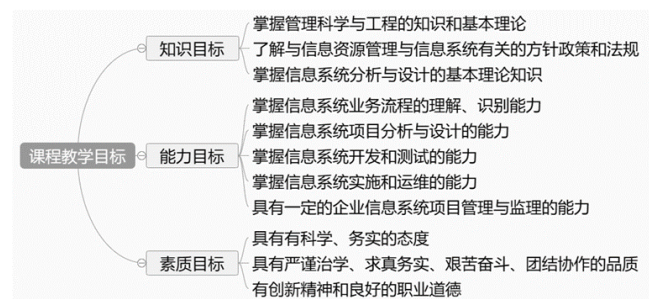 课程教学目标
知识目标
掌握管理科学与工程的知识和基本理论
了解与信息资源管理与信息系统有关的方针政策和法规
掌握信息系统分析与设计的基本理论知识
能力目标
掌握信息系统业务流程的理解、识别能力
掌握信息系统项目分析与设计的能力
掌握信息系统开发和测试的能力
掌握信息系统实施和运维的能力
具有一定的企业信息系统项目管理与监理的能力
素质目标
具有有科学、务实的态度
具有严谨治学、求真务实、艰苦奋斗、团结协作的品质
有创新精神和良好的职业道德